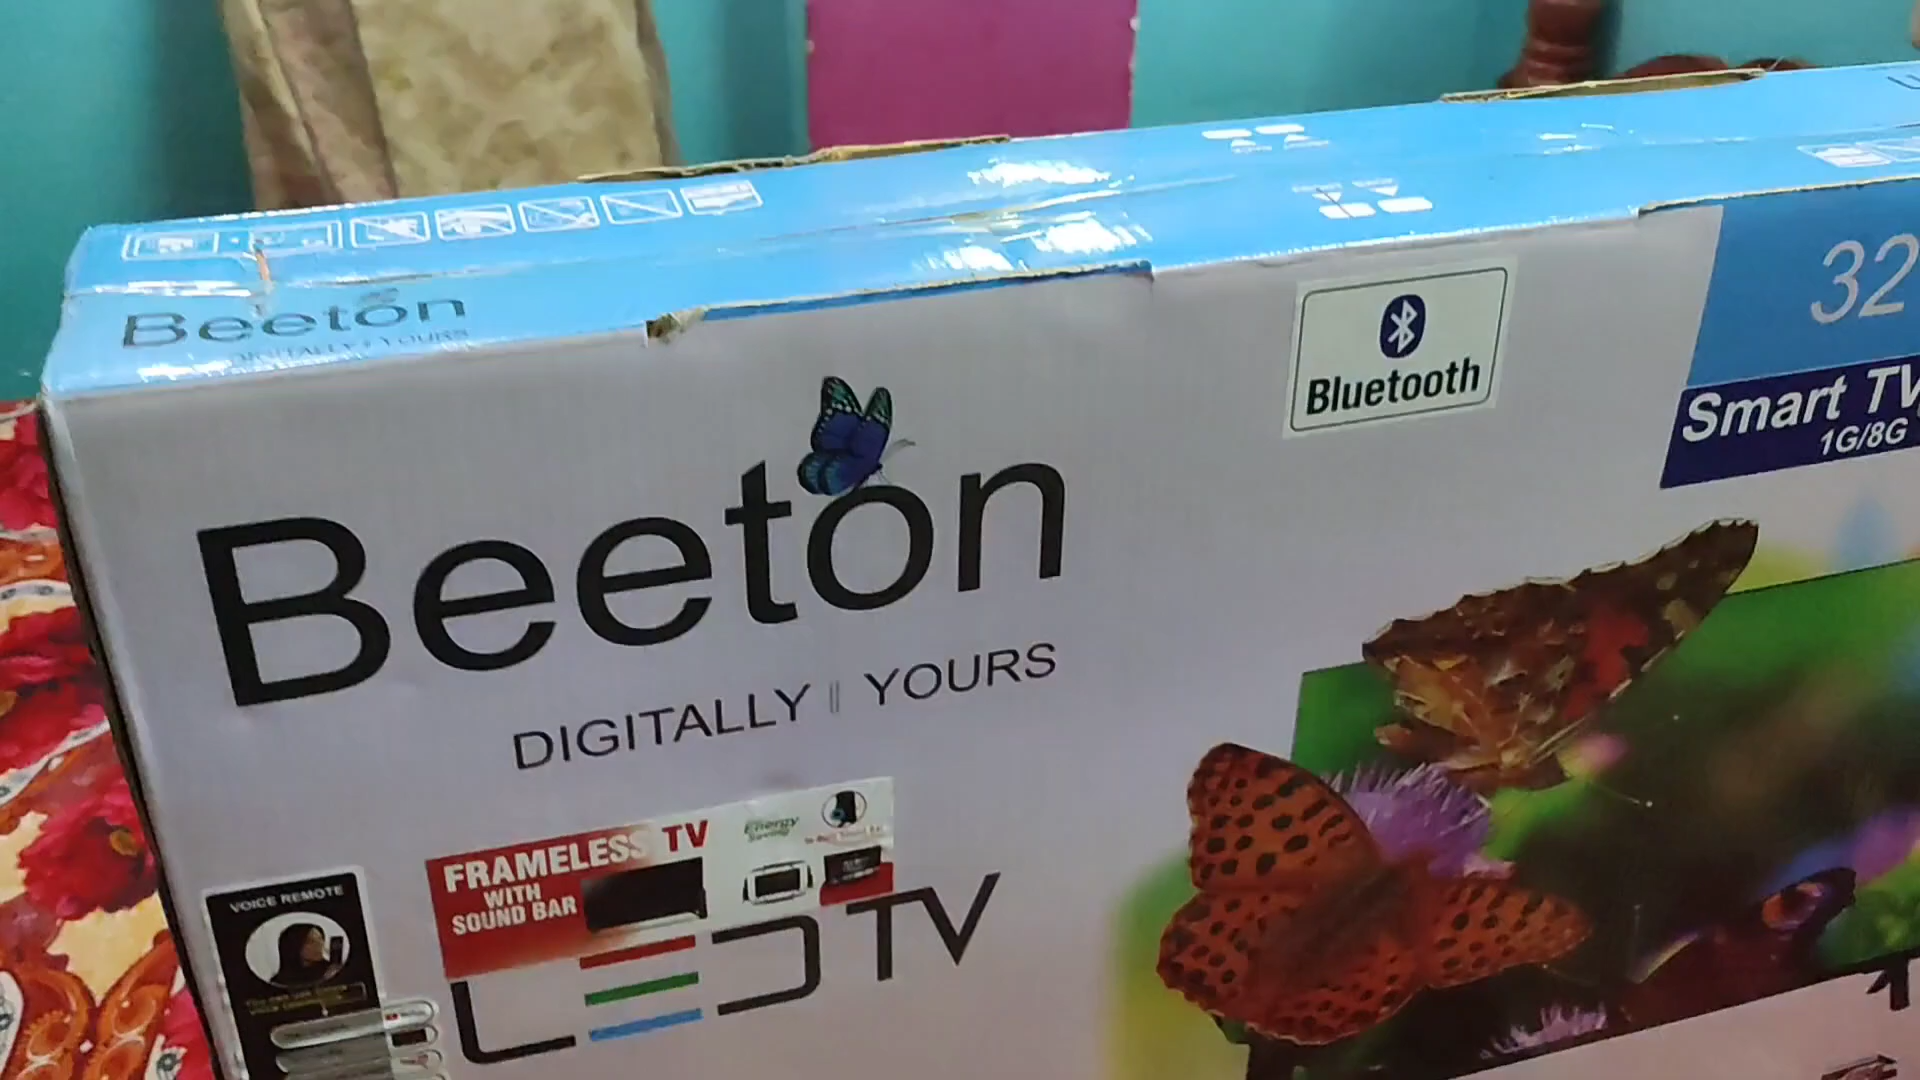 Beeton
DIGITALLY YOURS
Bluetooth
32
Smart TV
1G/8G
Beeton
DIGITALLY YOURS
FRAMELESS TV
WITH
SOUND BAR
Energy
Saving
VOICE REMOTE
LED TV